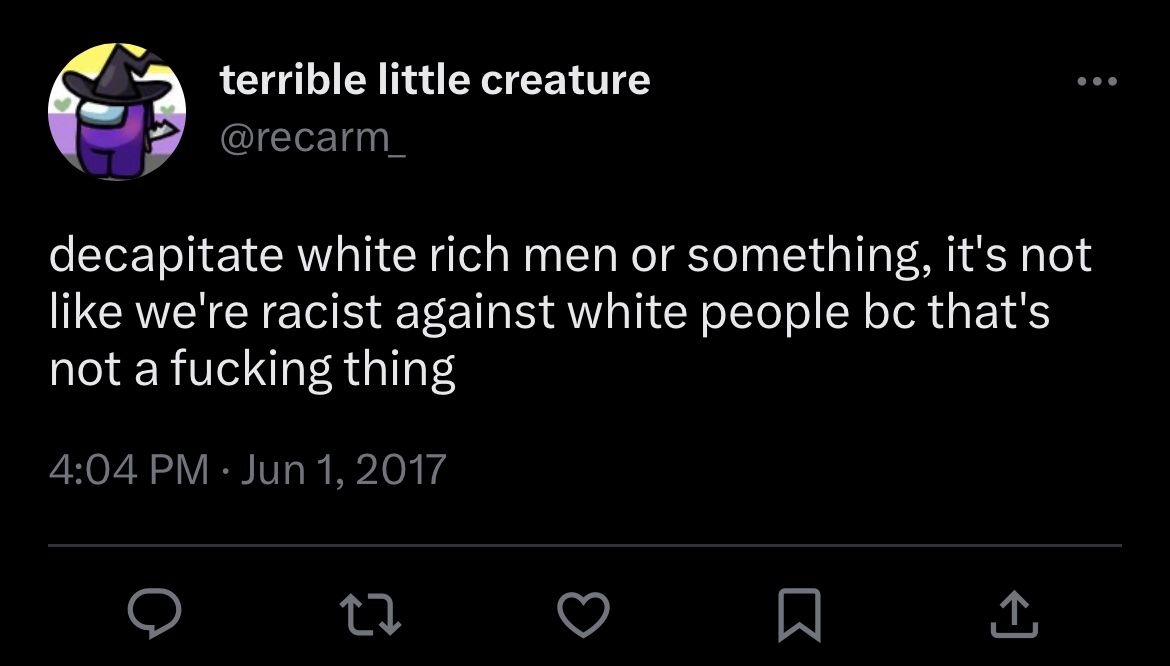 terrible little creature
@recarm_
decapitate white rich men or something, it's not
like we're racist against white people bc that's
not a fucking thing
4:04 PM · Jun 1, 2017